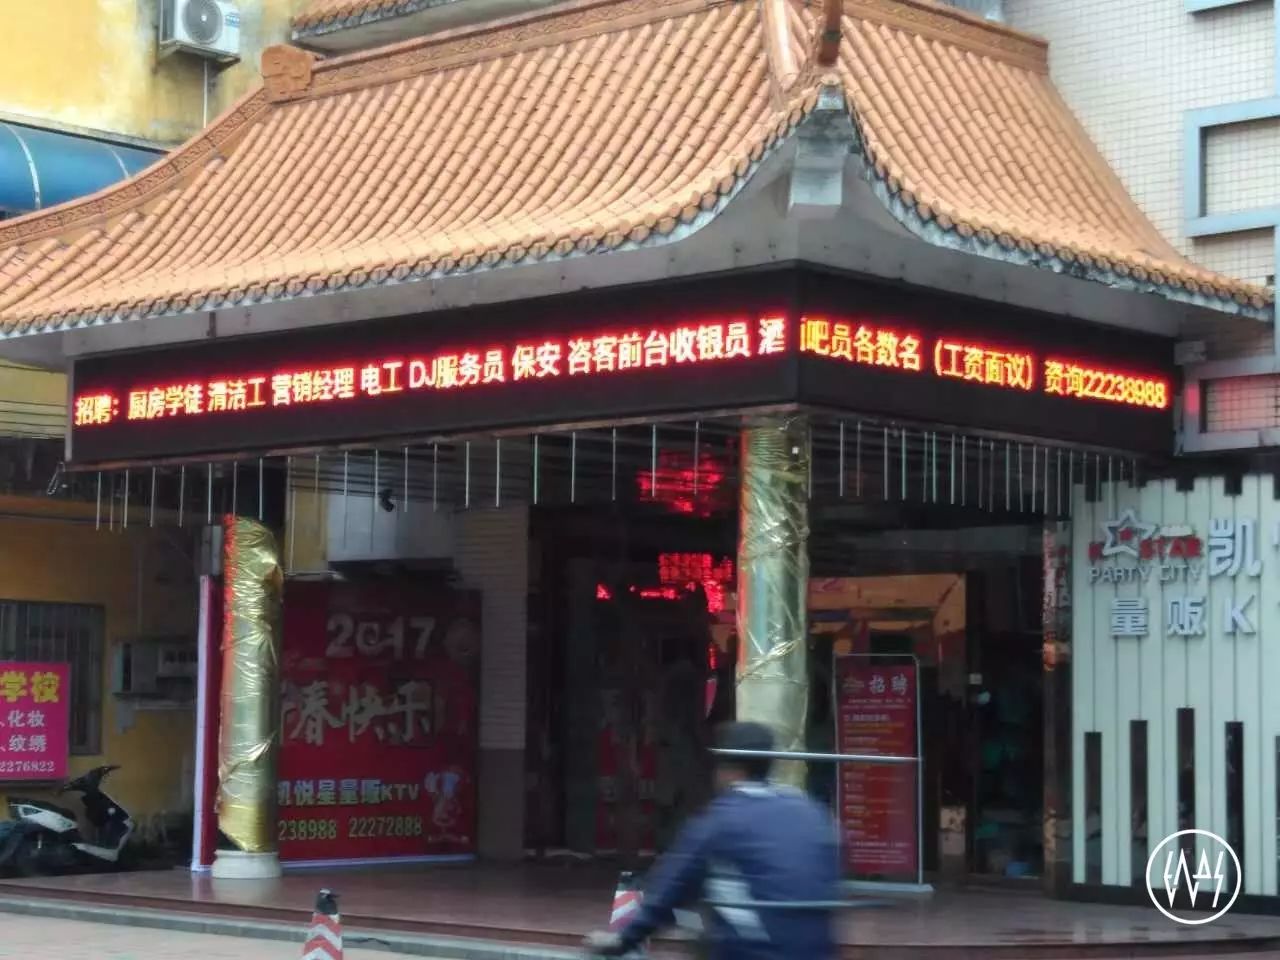 招聘：厨房学徒 清洁工 营销经理 电工 DJ服务员 保安 咨客前台收银员 酒吧员各数名（工资面议）资询22238988
STAR
PARTY CITY
凯
量贩K
2017
春快乐
凯悦星量贩KTV
238988 22272888
招聘
学校
化妆
纹绣
2276822